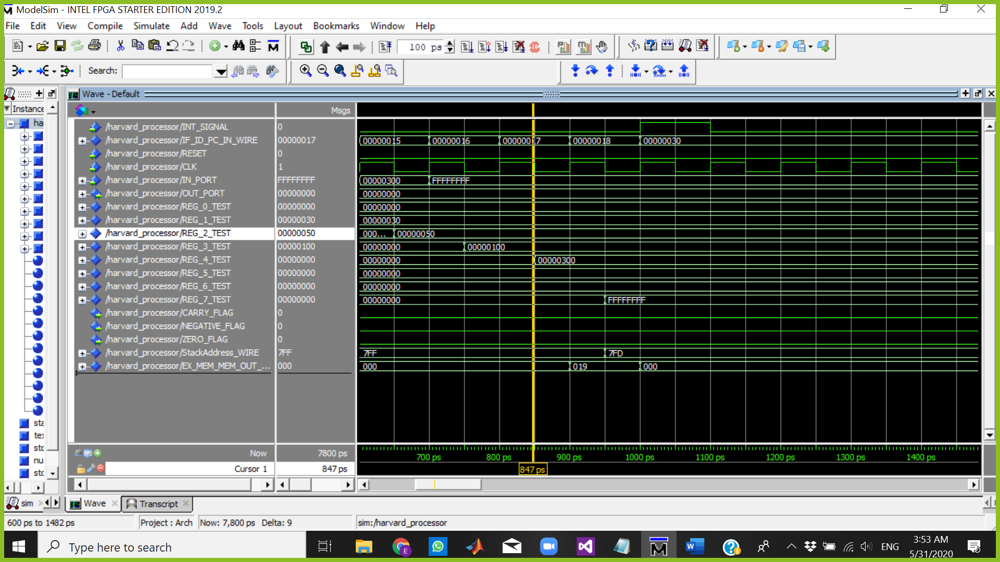 ModelSim - INTEL FPGA STARTER EDITION 2019.2
File Edit View Compile Simulate Add Wave Tools Layout Bookmarks Window Help
100 ps
Search:
Wave - Default
Instance
Msgs
ha
/harvard_processor/INT_SIGNAL 0
/harvard_processor/IF_ID_PC_IN_WIRE 00000017 00000015 00000016 00000017 00000018 00000030
/harvard_processor/RESET 0
/harvard_processor/CLK 1
/harvard_processor/IN_PORT FFFFFFFF 00000300 FFFFFFFF
/harvard_processor/OUT_PORT 00000000 00000000
/harvard_processor/REG_0_TEST 00000000 00000000
/harvard_processor/REG_1_TEST 00000030 00000030
/harvard_processor/REG_2_TEST 00000050 000... 00000050
/harvard_processor/REG_3_TEST 00000100 00000000 00000100
/harvard_processor/REG_4_TEST 00000000 00000000 00000300
/harvard_processor/REG_5_TEST 00000000 00000000
/harvard_processor/REG_6_TEST 00000000 00000000
/harvard_processor/REG_7_TEST 00000000 00000000 FFFFFFFF
/harvard_processor/CARRY_FLAG 0
/harvard_processor/NEGATIVE_FLAG 0
/harvard_processor/ZERO_FLAG 0
/harvard_processor/StackAddress_WIRE 7FF 7FF 7FD
/harvard_processor/EX_MEM_MEM_OUT_... 000 000 019 000
sta
tex
std
nu
std
Now 7800 ps
700 ps 800 ps 900 ps 1000 ps 1100 ps 1200 ps 1300 ps 1400 ps
Cursor 1 847 ps 847 ps
sim Wave Transcript
600 ps to 1482 ps Project : Arch Now: 7,800 ps Delta: 9 sim:/harvard_processor
Type here to search
E
W
ENG
3:53 AM
5/31/2020